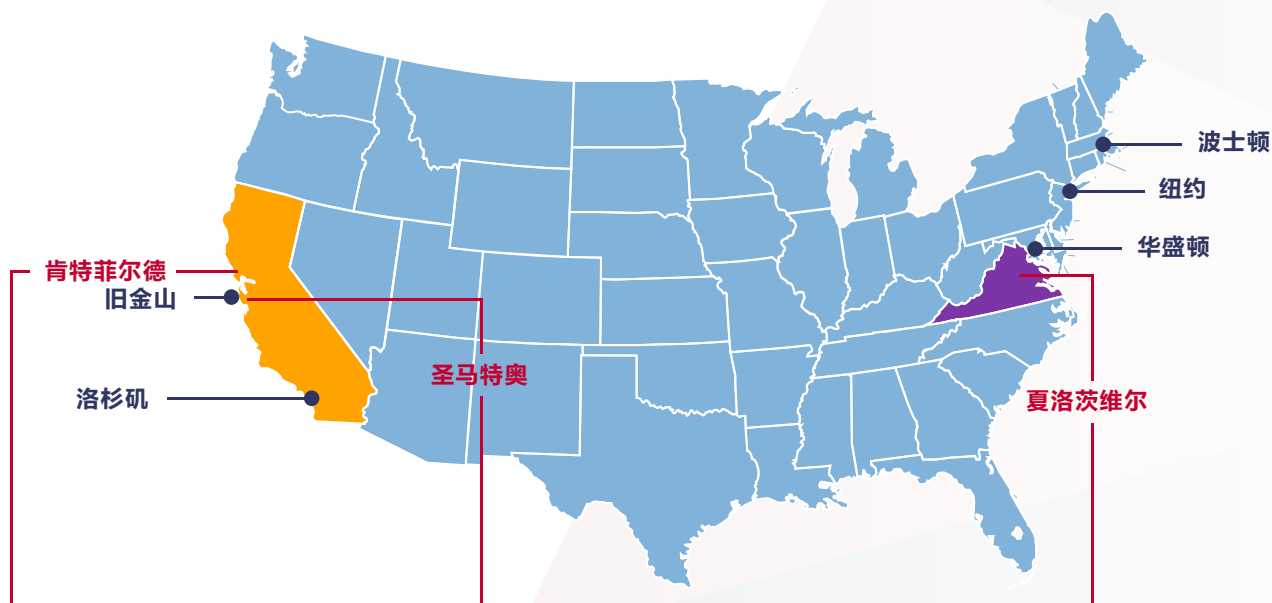 波士顿
纽约
华盛顿
肯特菲尔德
旧金山
圣马特奥
洛杉矶
夏洛茨维尔